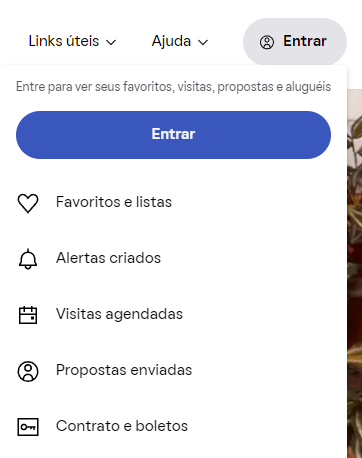 Links úteis
Ajuda
Entrar
Entre para ver seus favoritos, visitas, propostas e aluguéis
Entrar
Favoritos e listas
Alertas criados
Visitas agendadas
Propostas enviadas
Contrato e boletos